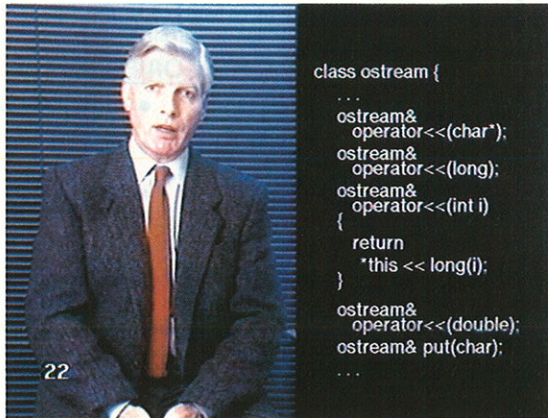 class ostream {
. . .
ostream&
operator<<(char*);
ostream&
operator<<(long);
ostream&
operator<<(int i)
{
return
*this << long(i);
}
ostream&
operator<<(double);
ostream& put(char);
. . .
22